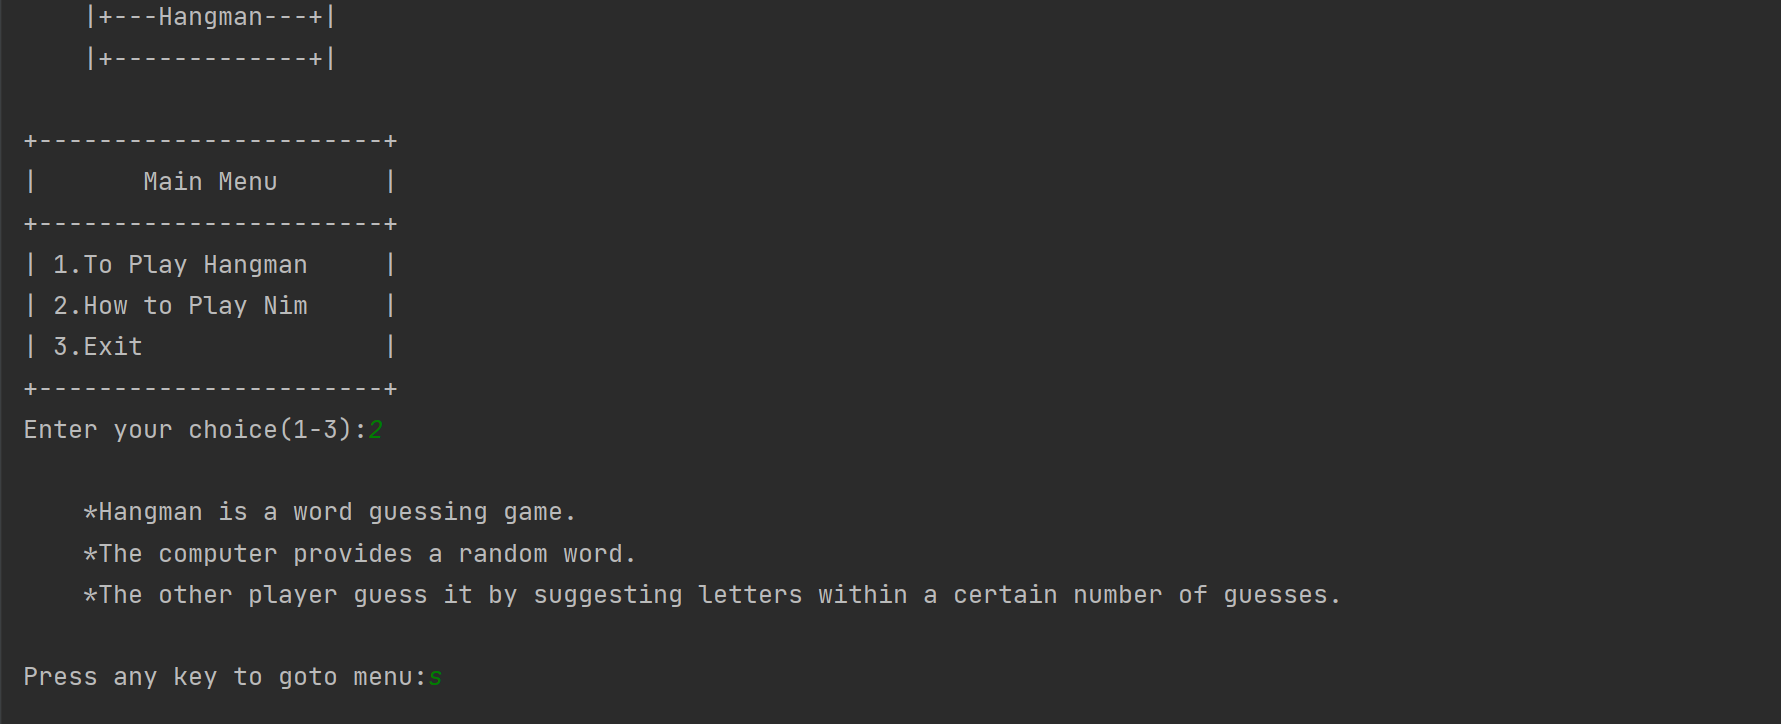 |+---Hangman---+|
|+-------------+|
+-----------------------+
|       Main Menu       |
+-----------------------+
| 1.To Play Hangman     |
| 2.How to Play Nim     |
| 3.Exit                |
+-----------------------+
Enter your choice(1-3):2
*Hangman is a word guessing game.
*The computer provides a random word.
*The other player guess it by suggesting letters within a certain number of guesses.
Press any key to goto menu:s